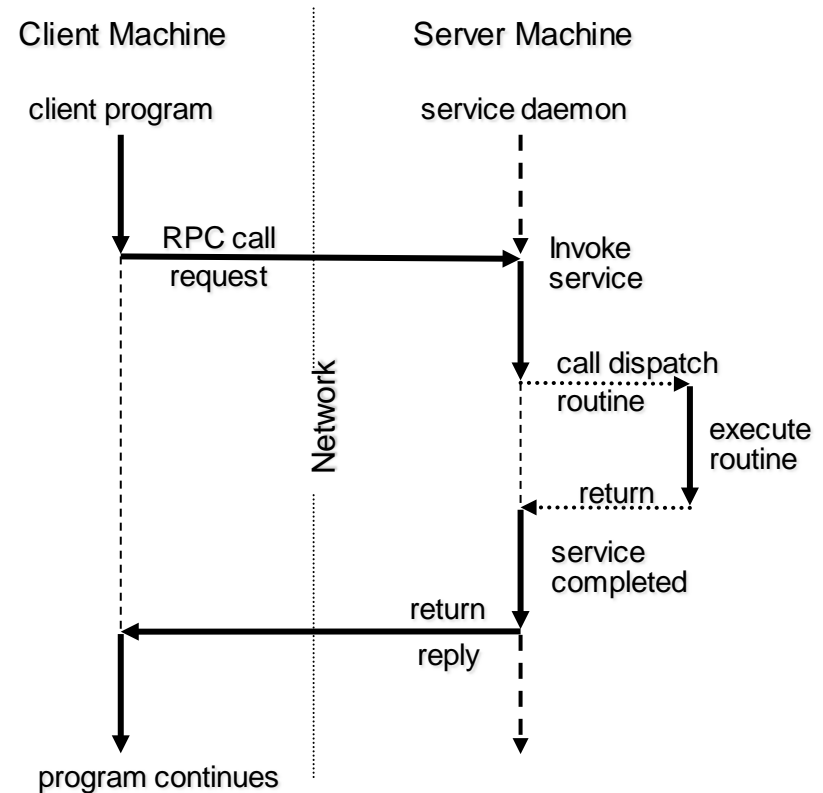 Client Machine
Server Machine
client program
service daemon
RPC call
request
Invoke
service
call dispatch
routine
Network
execute
routine
return
service
completed
return
reply
program continues